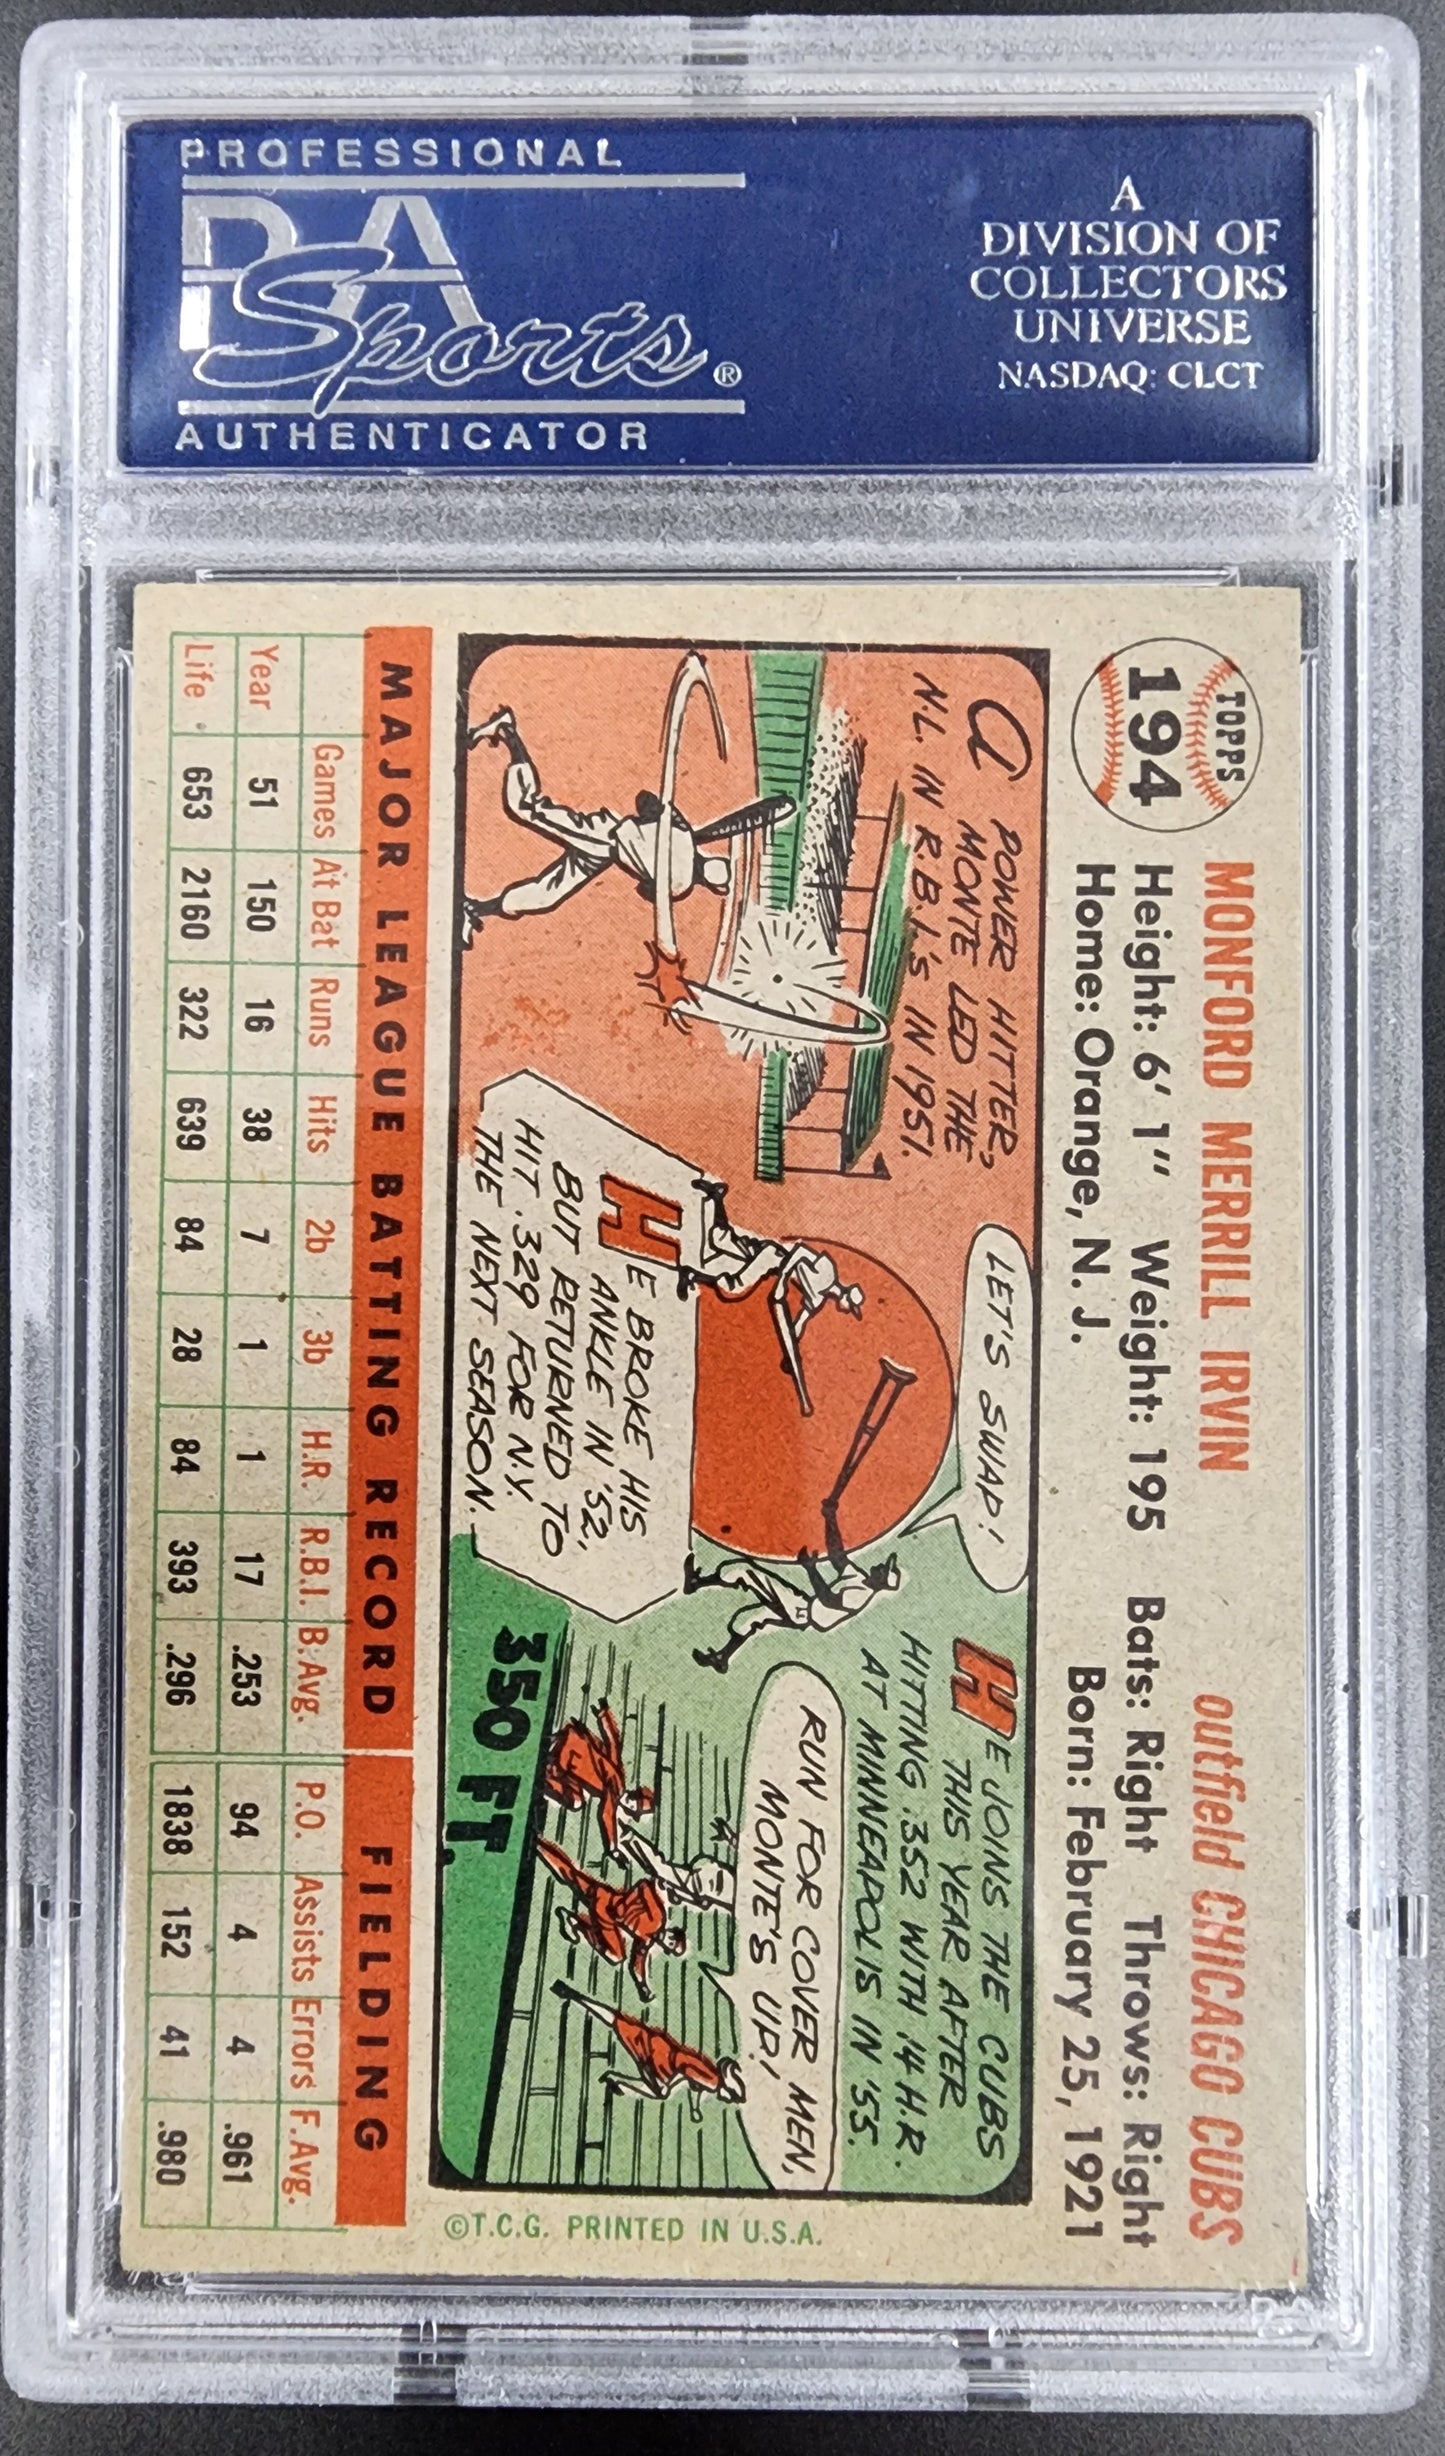 PROFESSIONAL
PSA
Sports®
AUTHENTICATOR
A
DIVISION OF
COLLECTORS
UNIVERSE
NASDAQ: CLCT
TOPPS
194
MONFORD MERRILL IRVIN
outfield CHICAGO CUBS
Height: 6' 1" Weight: 195 Bats: Right Throws: Right
Home: Orange, N. J. Born: February 25, 1921
A POWER HITTER,
MONTE LED THE
N.L. IN R.B.I.'s IN 1951.
LET'S SWAP!
HE BROKE HIS
ANKLE IN '52,
BUT RETURNED TO
HIT .329 FOR N.Y.
THE NEXT SEASON.
HE JOINS THE CUBS
THIS YEAR AFTER
HITTING .352 WITH 14 H.R.
AT MINNEAPOLIS IN '55.
RUN FOR COVER MEN,
MONTE'S UP!
350 FT.
©T.C.G. PRINTED IN U.S.A.
MAJOR LEAGUE BATTING RECORD FIELDING
Games At Bat Runs Hits 2b 3b H.R. R.B.I. B.Avg. P.O. Assists Errors F.Avg.
Year 51 150 16 38 7 1 1 17 .253 94 4 4 .961
Life 653 2160 322 639 84 28 84 393 .296 1838 152 41 .980